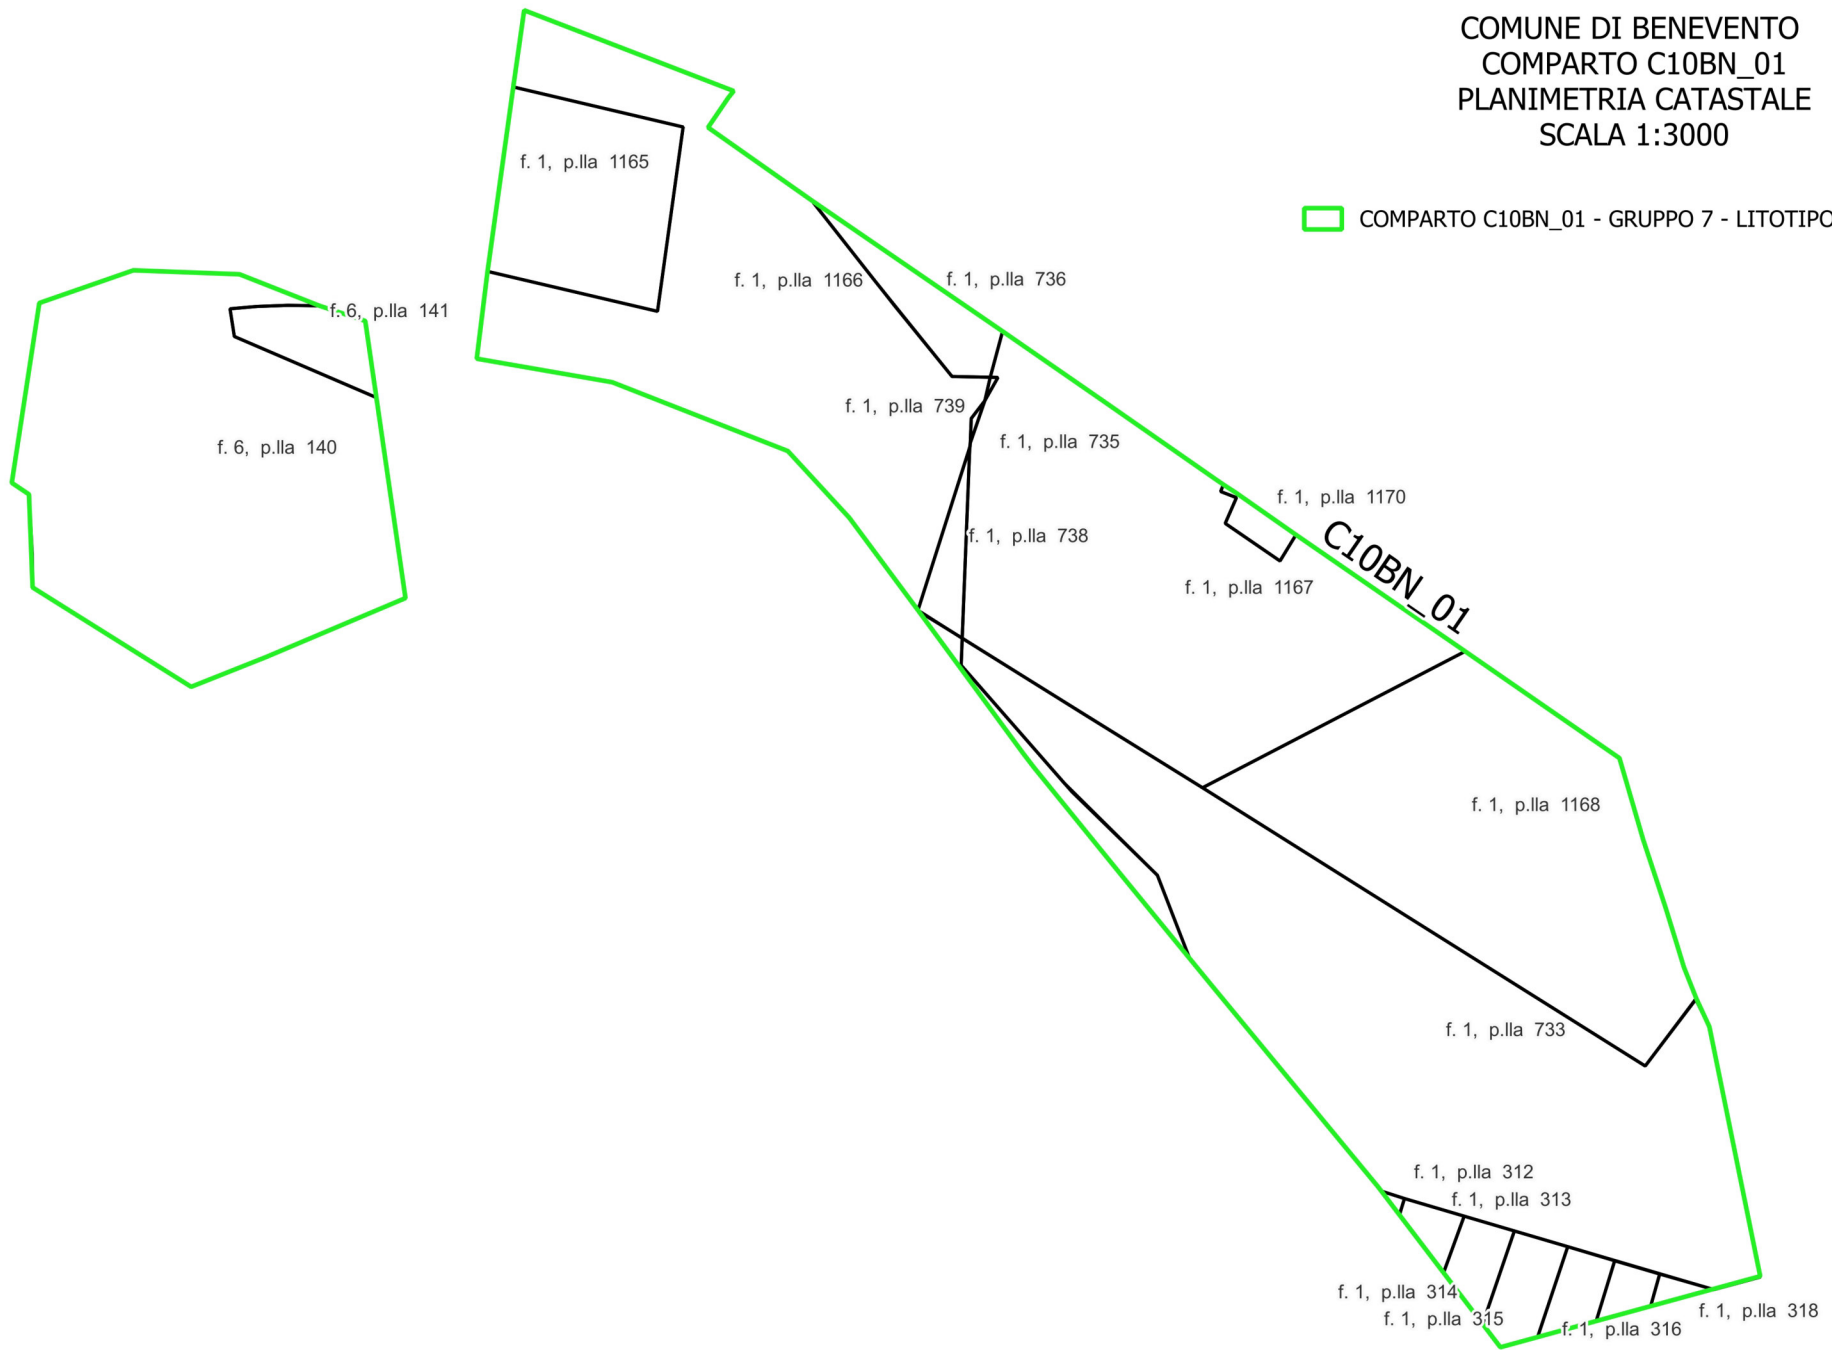 COMUNE DI BENEVENTO
COMPARTO C10BN_01
PLANIMETRIA CATASTALE
SCALA 1:3000
COMPARTO C10BN_01 - GRUPPO 7 - LITOTIPO
f. 1, p.lla 1165
f. 1, p.lla 1166
f. 1, p.lla 736
f. 6, p.lla 141
f. 1, p.lla 739
f. 1, p.lla 735
f. 6, p.lla 140
f. 1, p.lla 1170
f. 1, p.lla 738
C10BN_01
f. 1, p.lla 1167
f. 1, p.lla 1168
f. 1, p.lla 733
f. 1, p.lla 312
f. 1, p.lla 313
f. 1, p.lla 314
f. 1, p.lla 315
f. 1, p.lla 316
f. 1, p.lla 318